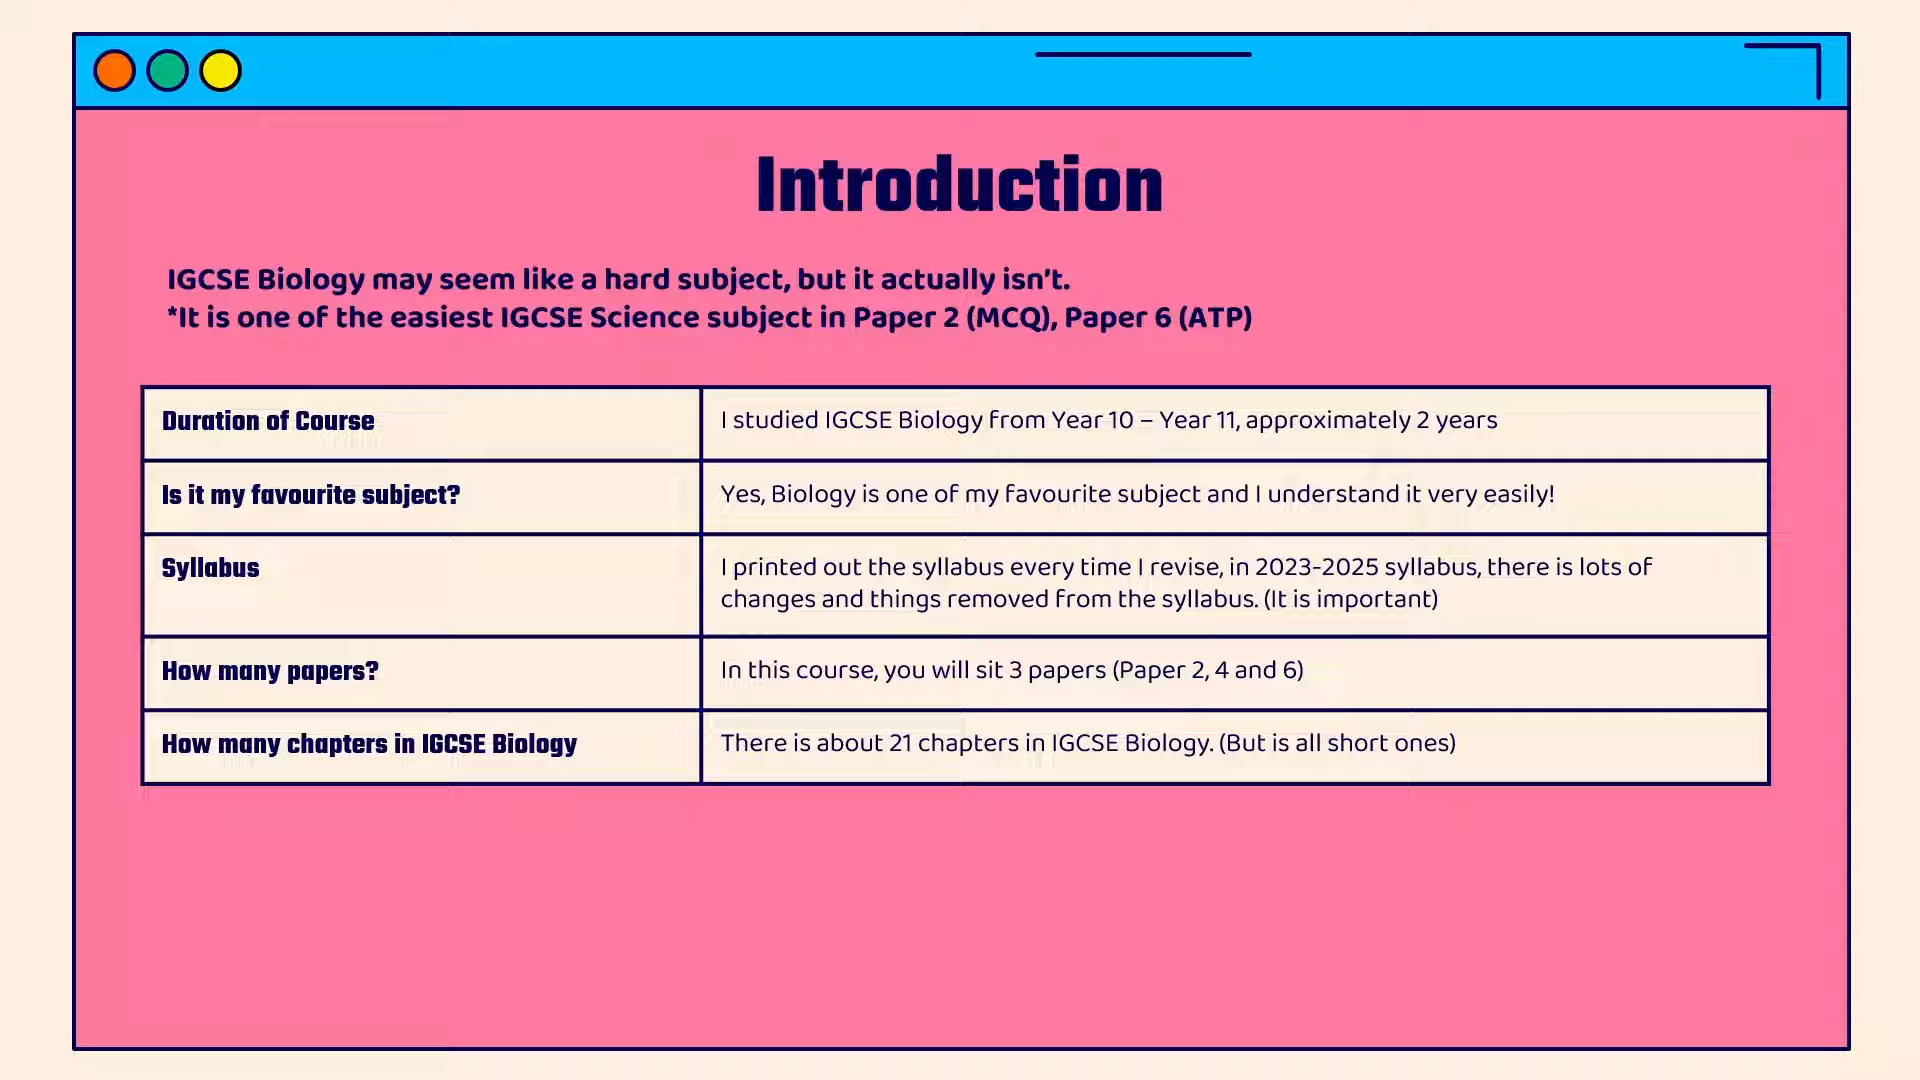 Introduction
IGCSE Biology may seem like a hard subject, but it actually isn't.
*It is one of the easiest IGCSE Science subject in Paper 2 (MCQ), Paper 6 (ATP)
Duration of Course
I studied IGCSE Biology from Year 10 – Year 11, approximately 2 years
Is it my favourite subject?
Yes, Biology is one of my favourite subject and I understand it very easily!
Syllabus
I printed out the syllabus every time I revise, in 2023-2025 syllabus, there is lots of
changes and things removed from the syllabus. (It is important)
How many papers?
In this course, you will sit 3 papers (Paper 2, 4 and 6)
How many chapters in IGCSE Biology
There is about 21 chapters in IGCSE Biology. (But is all short ones)